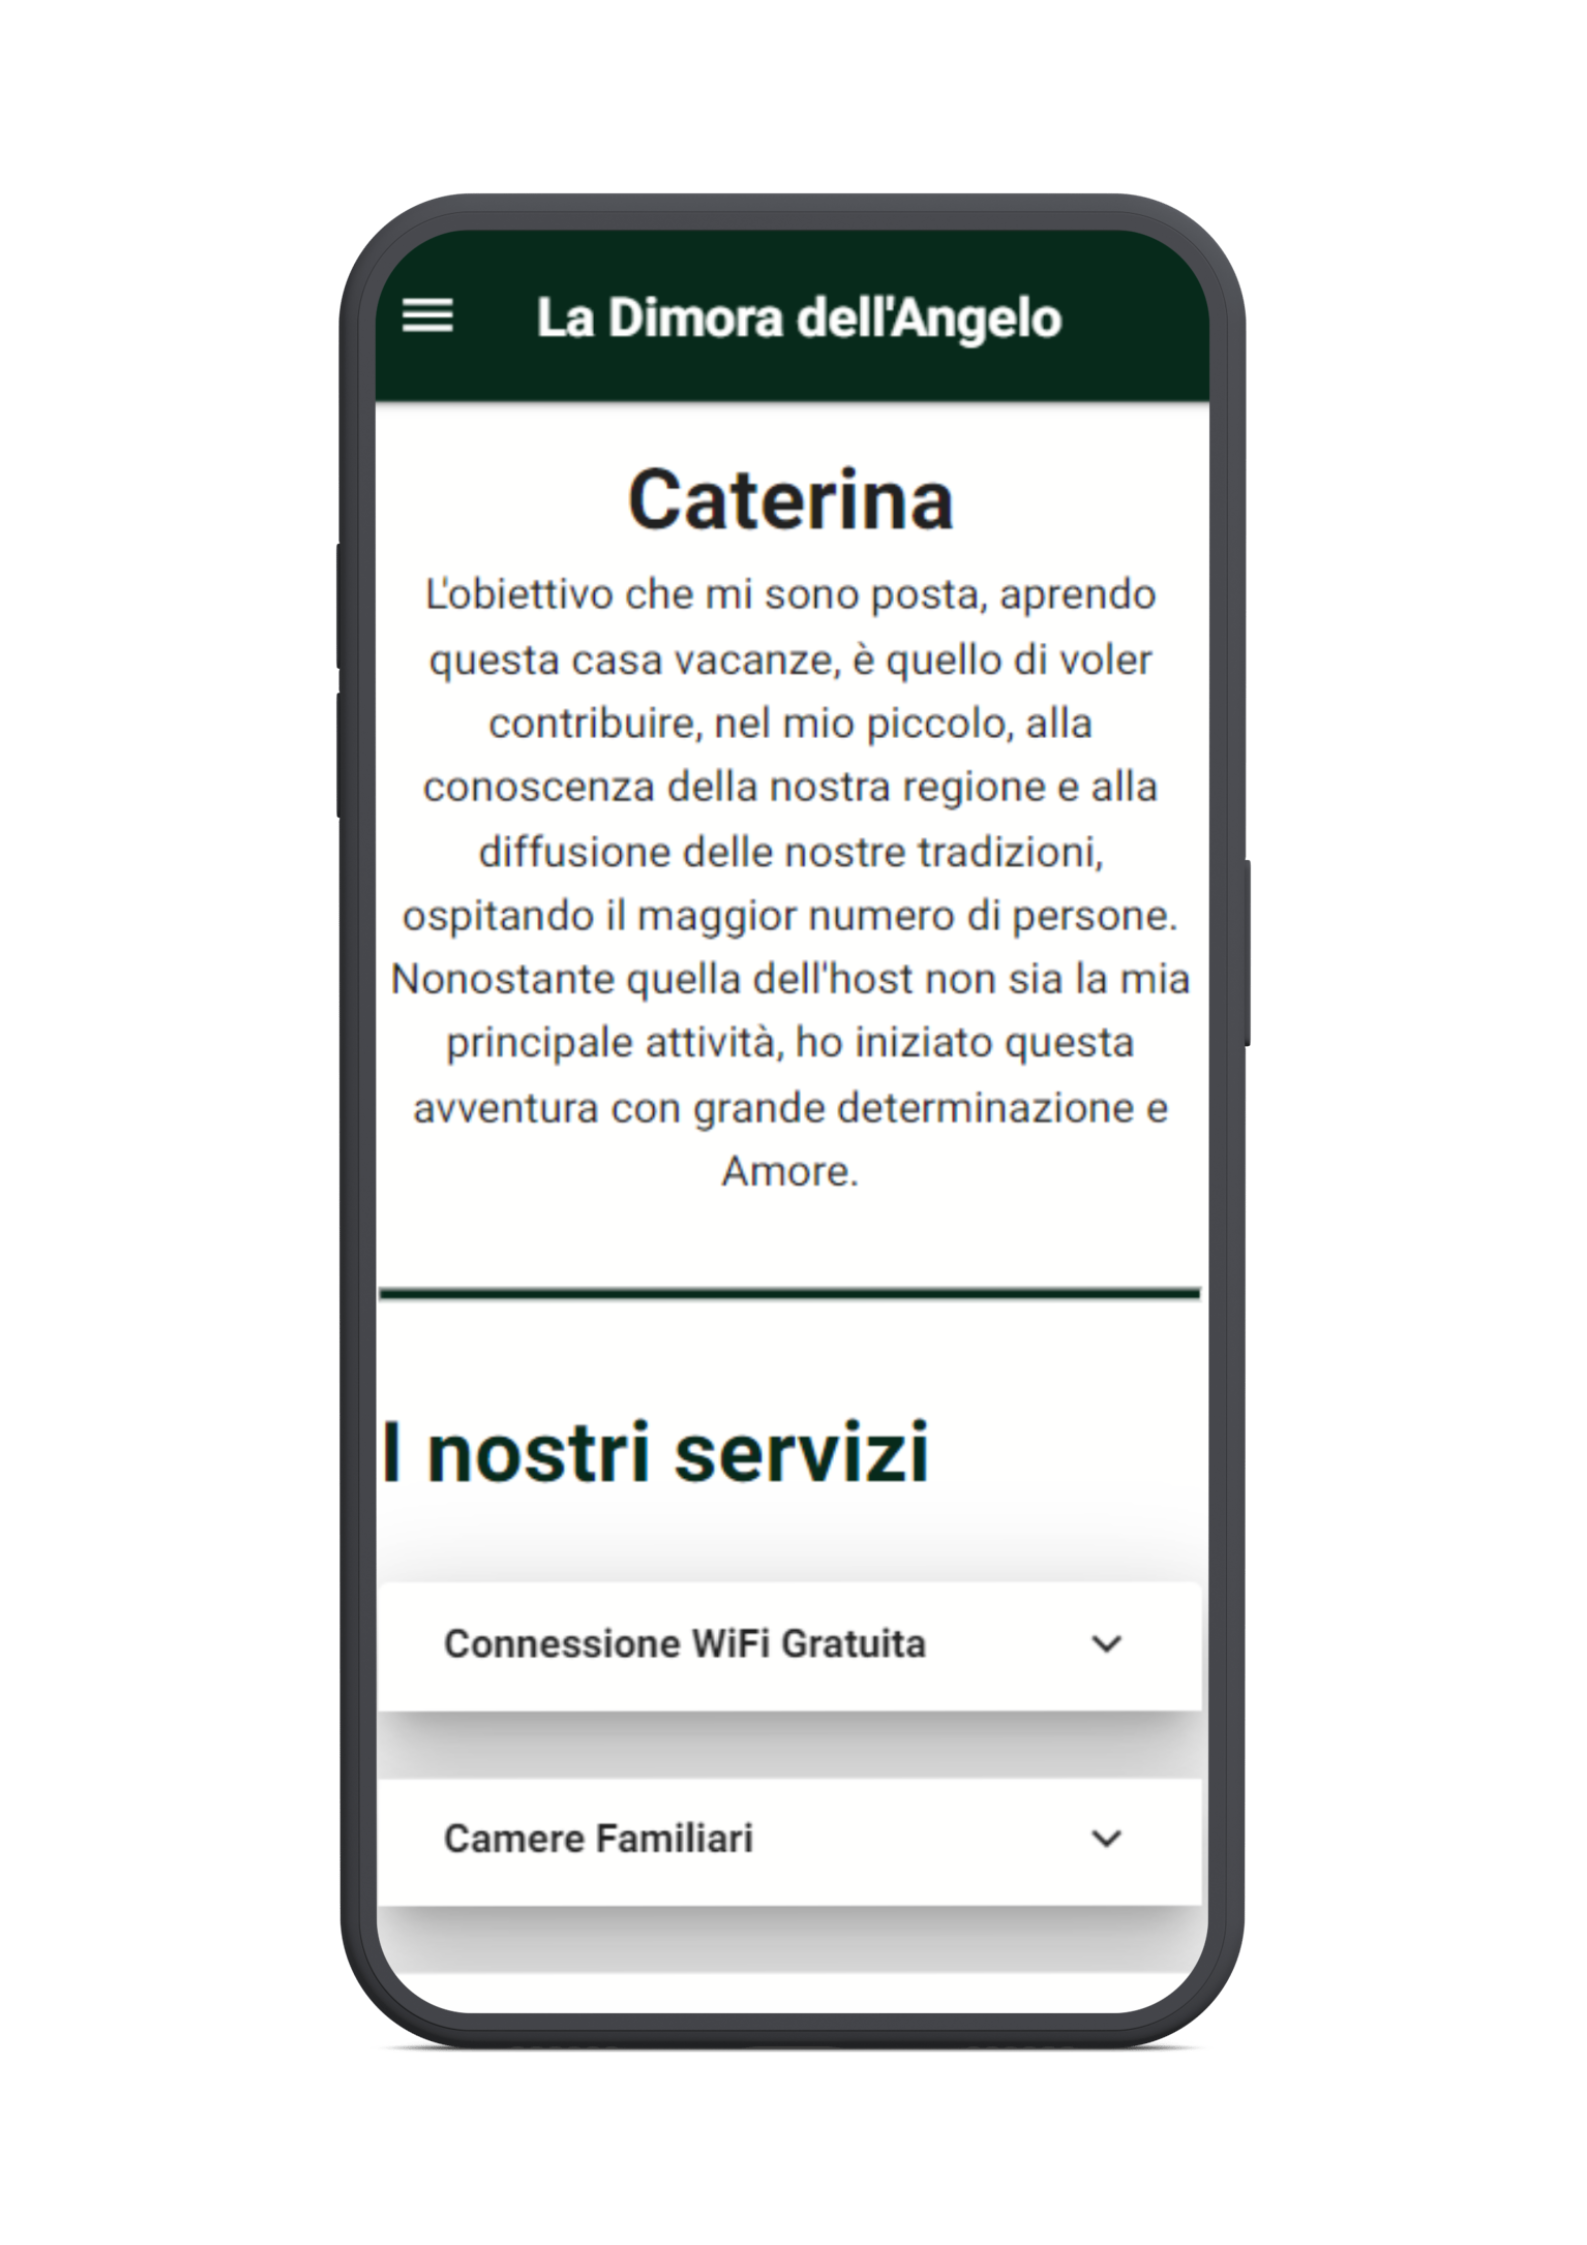 La Dimora dell'Angelo
Caterina
L'obiettivo che mi sono posta, aprendo
questa casa vacanze, è quello di voler
contribuire, nel mio piccolo, alla
conoscenza della nostra regione e alla
diffusione delle nostre tradizioni,
ospitando il maggior numero di persone.
Nonostante quella dell'host non sia la mia
principale attività, ho iniziato questa
avventura con grande determinazione e
Amore.
I nostri servizi
Connessione WiFi Gratuita
Camere Familiari